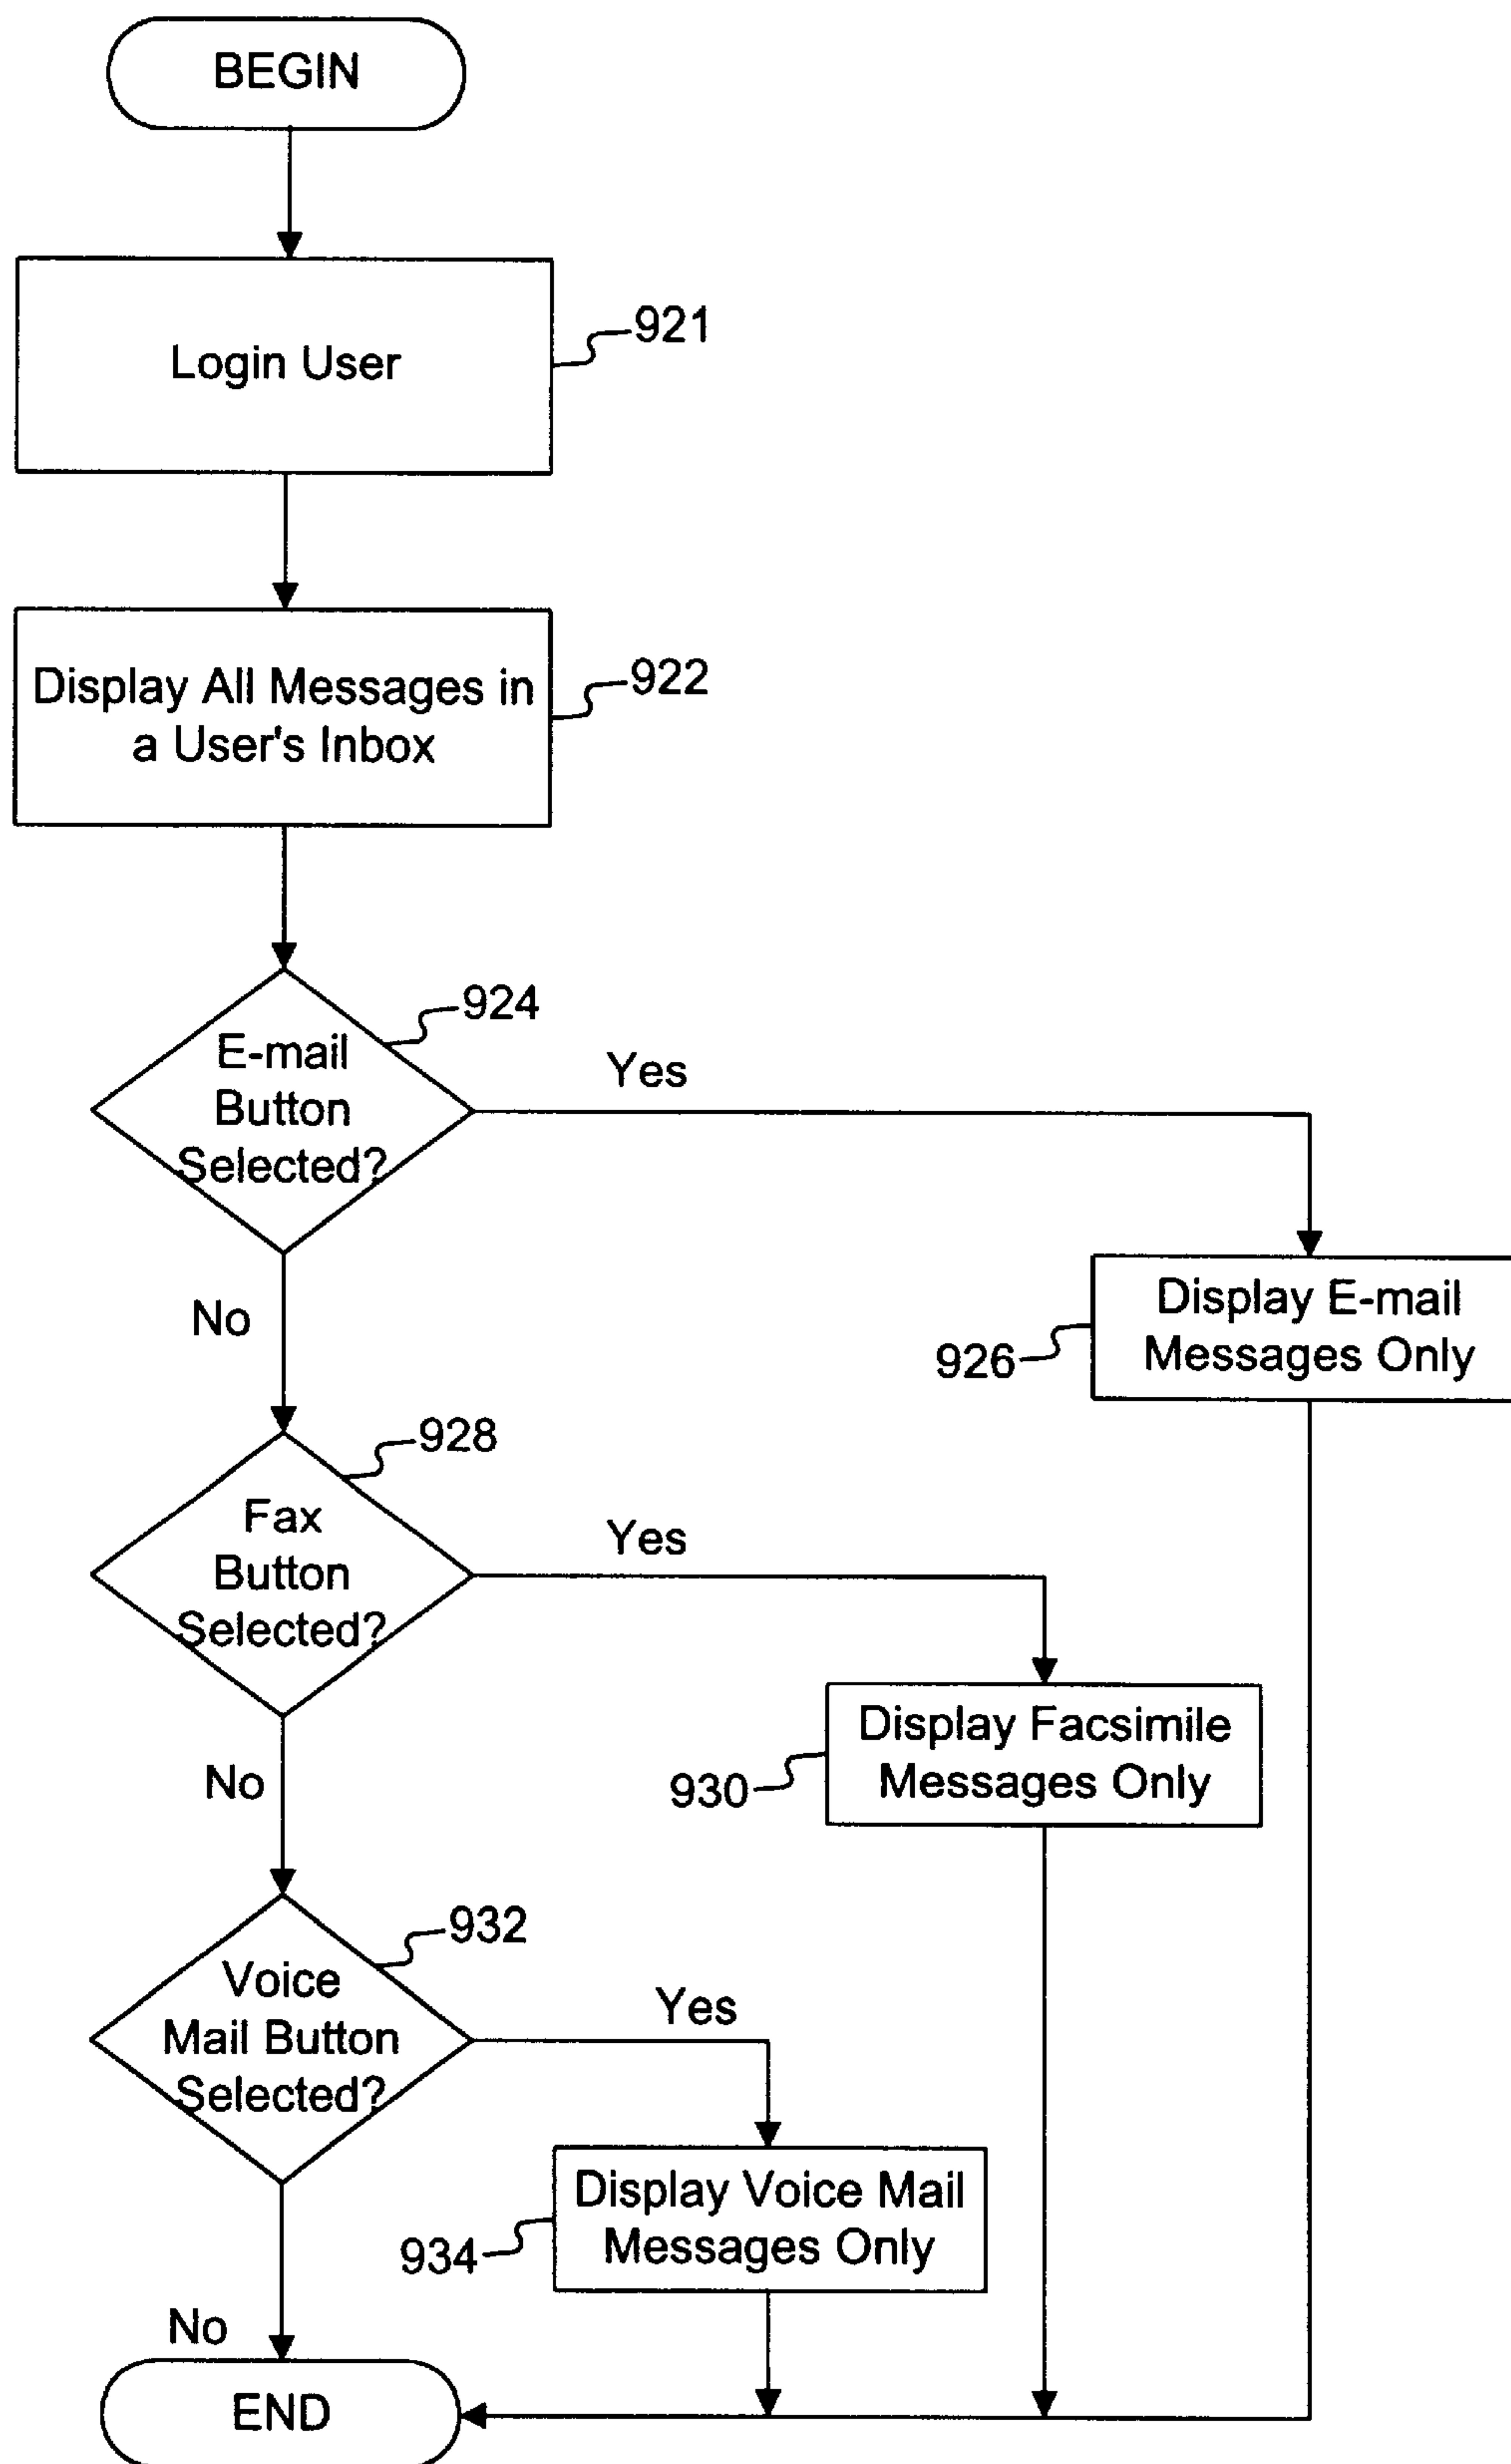 BEGIN
Login User
921
Display All Messages in
a User's Inbox
922
E-mail
Button
Selected?
924
Yes
No
Display E-mail
Messages Only
926
Fax
Button
Selected?
928
Yes
No
Display Facsimile
Messages Only
930
Voice
Mail Button
Selected?
932
Yes
Display Voice Mail
Messages Only
934
No
END